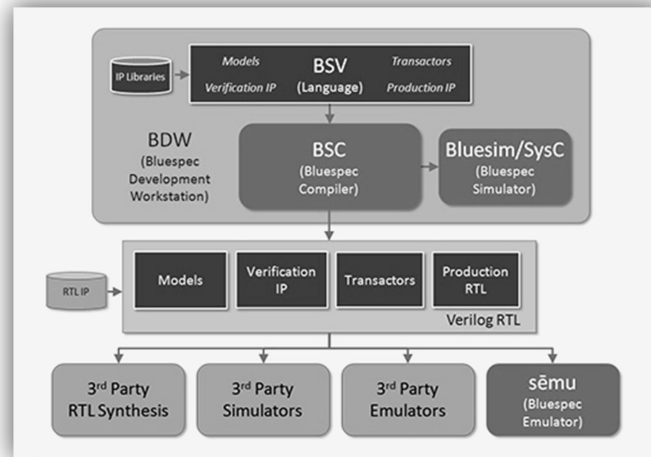 Models
BSV
Transactors
IP Libraries
Verification IP
(Language)
Production IP
BDW
(Bluespec
Development
Workstation)
BSC
(Bluespec
Compiler)
Bluesim/SysC
(Bluespec
Simulator)
RTL IP
Models
Verification
IP
Transactors
Production
RTL
Verilog RTL
3rd Party
RTL Synthesis
3rd Party
Simulators
3rd Party
Emulators
sēmu
(Bluespec
Emulator)